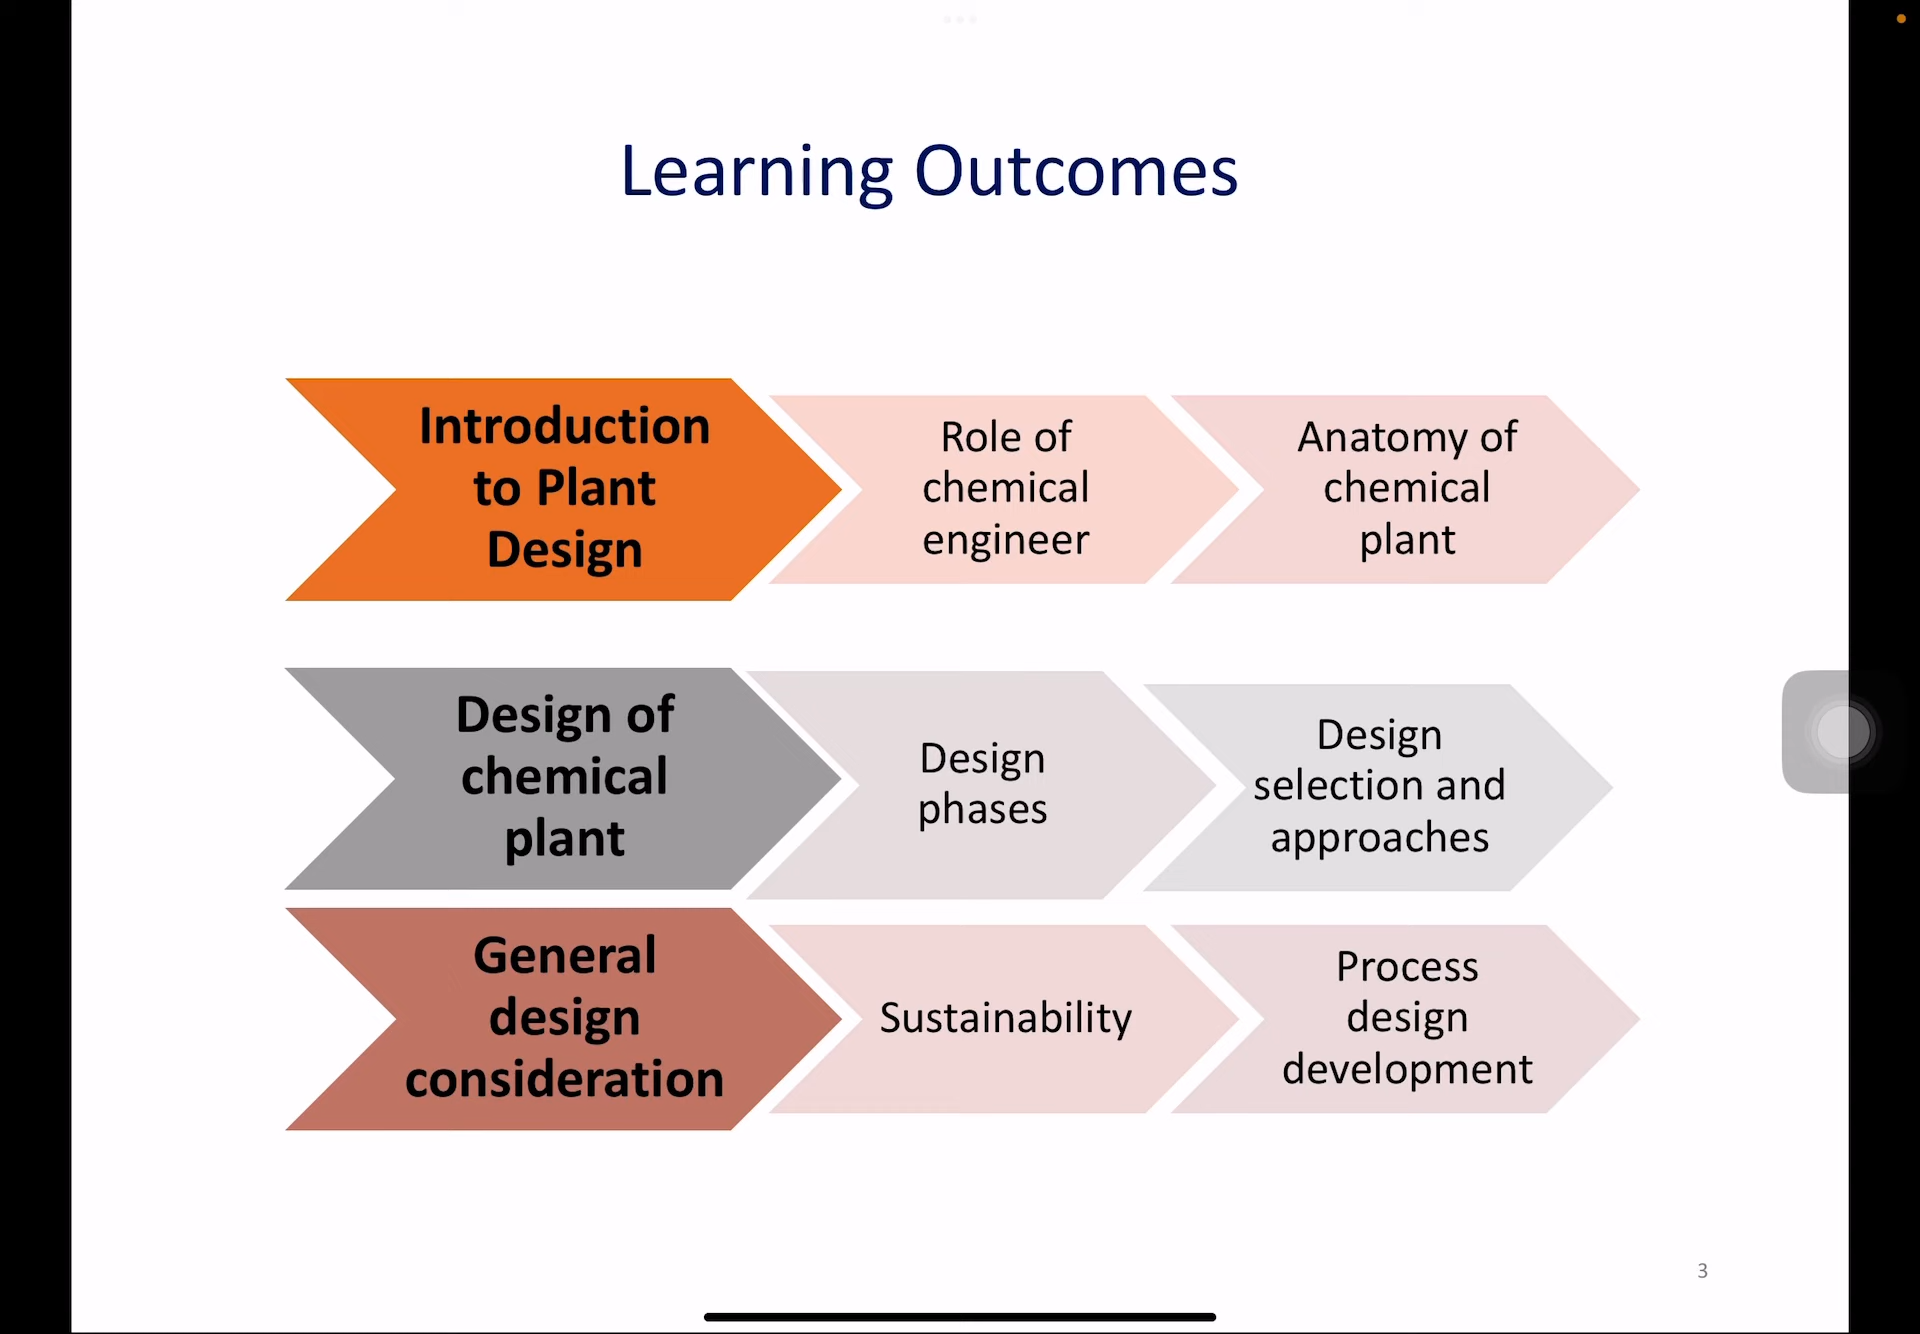 Learning Outcomes
Introduction
to Plant
Design
Role of
chemical
engineer
Anatomy of
chemical
plant
Design of
chemical
plant
Design
phases
Design
selection and
approaches
General
design
consideration
Sustainability
Process
design
development
3